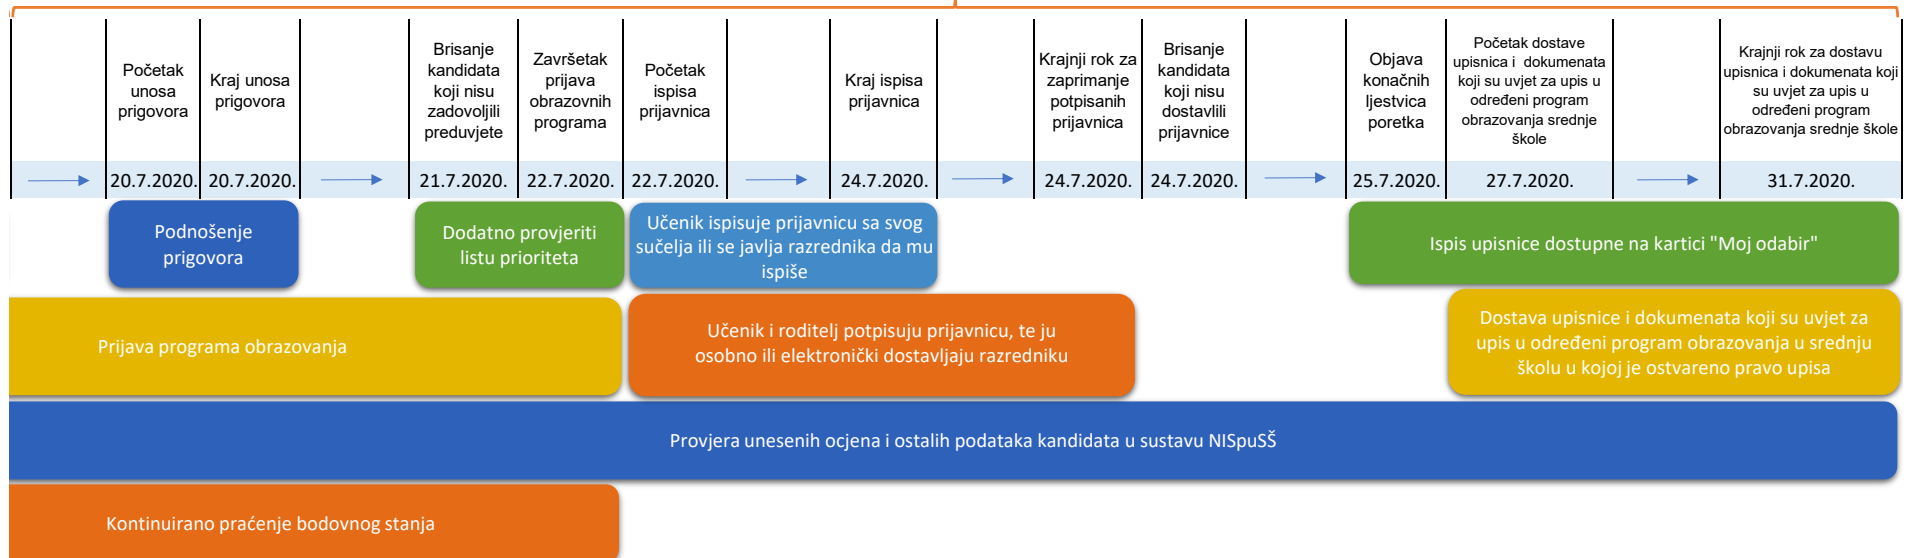 Početak
unosa
prigovora
Kraj unosa
prigovora
Brisanje
kandidata
koji nisu
zadovoljili
preduvjete
Završetak
prijava
obrazovnih
programa
Početak
ispisa
prijavnica
Kraj ispisa
prijavnica
Krajnji rok za
zaprimanje
potpisanih
prijavnica
Brisanje
kandidata
koji nisu
dostavlili
prijavnice
Objava
konačnih
ljestvica
poretka
Početak dostave
upisnica i dokumenata
koji su uvjet za upis u
određeni program
obrazovanja srednje
škole
Krajnji rok za dostavu
upisnica i dokumenata koji
su uvjet za upis u
određeni program
obrazovanja srednje škole
20.7.2020.
20.7.2020.
21.7.2020.
22.7.2020.
22.7.2020.
24.7.2020.
24.7.2020.
24.7.2020.
25.7.2020.
27.7.2020.
31.7.2020.
Podnošenje
prigovora
Dodatno provjeriti
listu prioriteta
Učenik ispisuje prijavnicu sa svog
sučelja ili se javlja razrednika da mu
ispiše
Ispis upisnice dostupne na kartici "Moj odabir"
Prijava programa obrazovanja
Učenik i roditelj potpisuju prijavnicu, te ju
osobno ili elektronički dostavljaju razredniku
Dostava upisnice i dokumenata koji su uvjet za
upis u određeni program obrazovanja u srednju
školu u kojoj je ostvareno pravo upisa
Provjera unesenih ocjena i ostalih podataka kandidata u sustavu NISpuSŠ
Kontinuirano praćenje bodovnog stanja